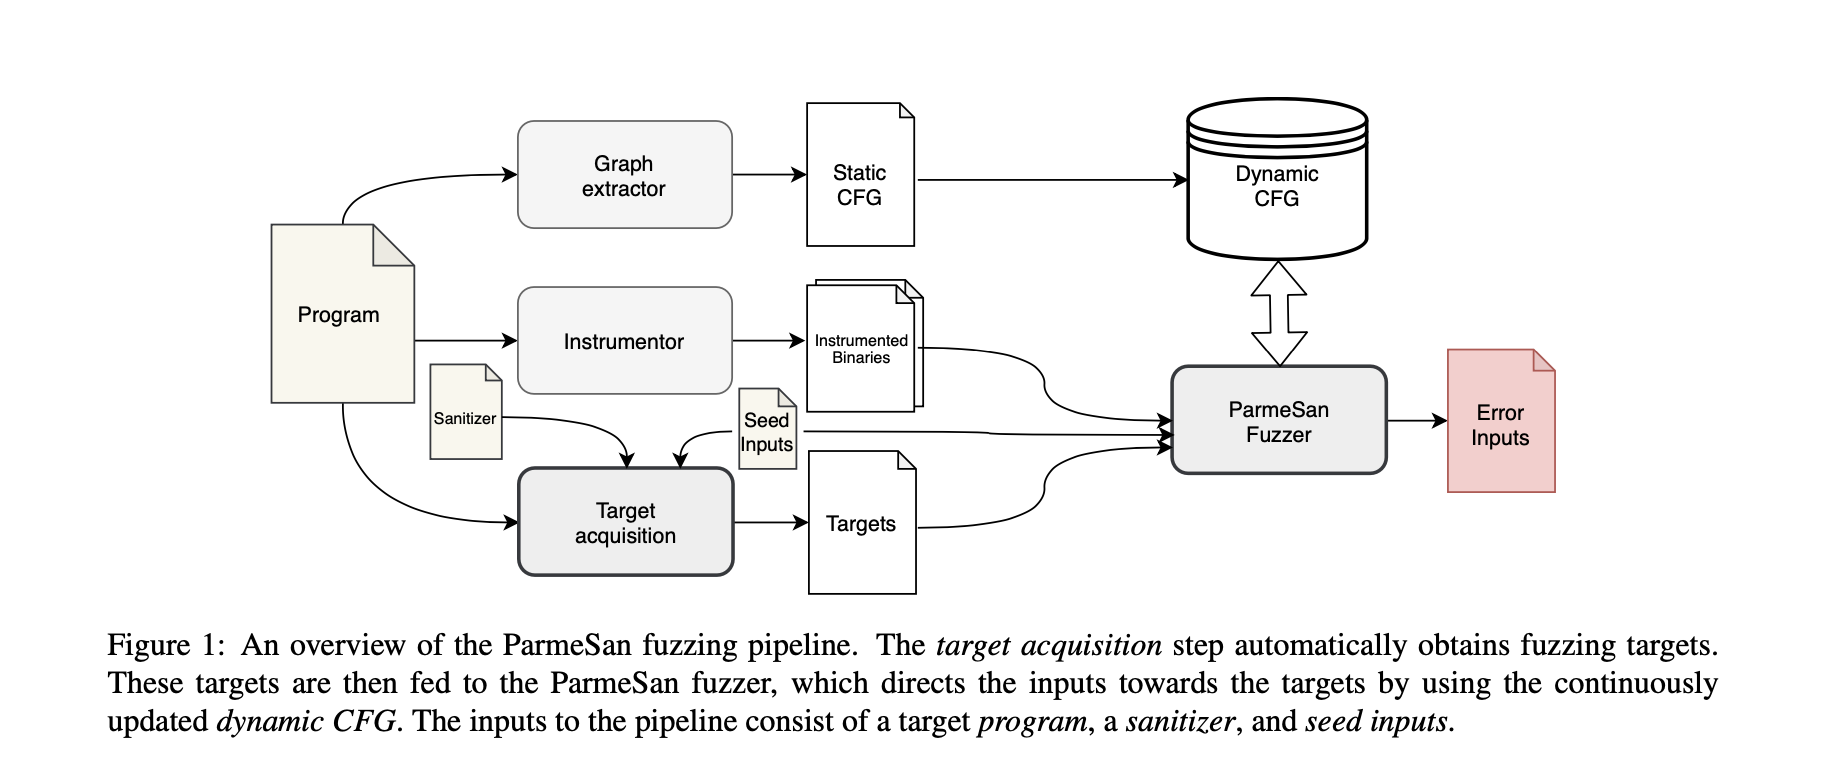 Graph
extractor
Static
CFG
Dynamic
CFG
Program
Instrumentor
Instrumented
Binaries
Sanitizer
Seed
Inputs
ParmeSan
Fuzzer
Error
Inputs
Target
acquisition
Targets
Figure 1: An overview of the ParmeSan fuzzing pipeline. The target acquisition step automatically obtains fuzzing targets.
These targets are then fed to the ParmeSan fuzzer, which directs the inputs towards the targets by using the continuously
updated dynamic CFG. The inputs to the pipeline consist of a target program, a sanitizer, and seed inputs.